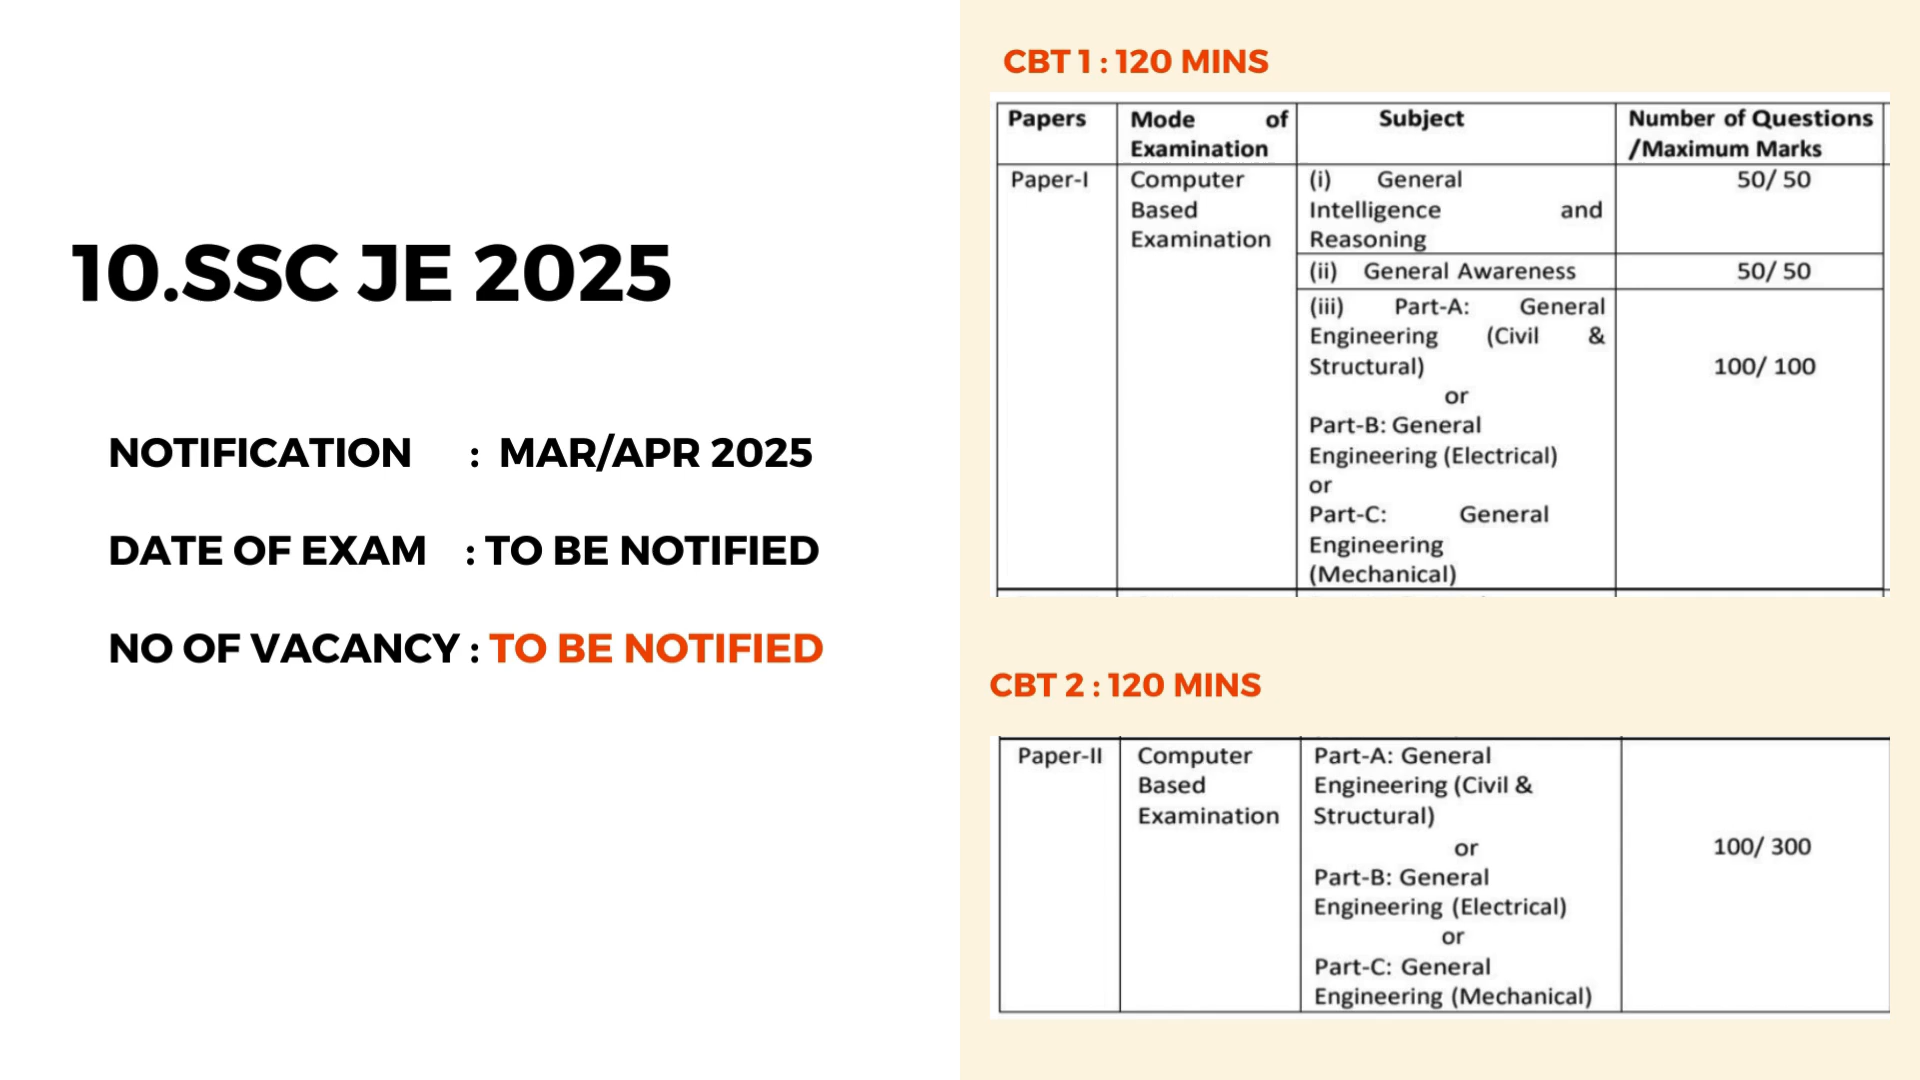 10.SSC JE 2025
NOTIFICATION : MAR/APR 2025
DATE OF EXAM : TO BE NOTIFIED
NO OF VACANCY : TO BE NOTIFIED
CBT 1 : 120 MINS
Papers Mode of Examination Subject Number of Questions /Maximum Marks
Paper-I Computer Based Examination
(i) General
Intelligence and
Reasoning
50/ 50
(ii) General Awareness 50/ 50
(iii) Part-A: General
Engineering (Civil &
Structural)
or
Part-B: General
Engineering (Electrical)
or
Part-C: General
Engineering
(Mechanical)
100/ 100
CBT 2 : 120 MINS
Paper-II Computer Based Examination
Part-A: General
Engineering (Civil &
Structural)
or
Part-B: General
Engineering (Electrical)
or
Part-C: General
Engineering (Mechanical)
100/ 300